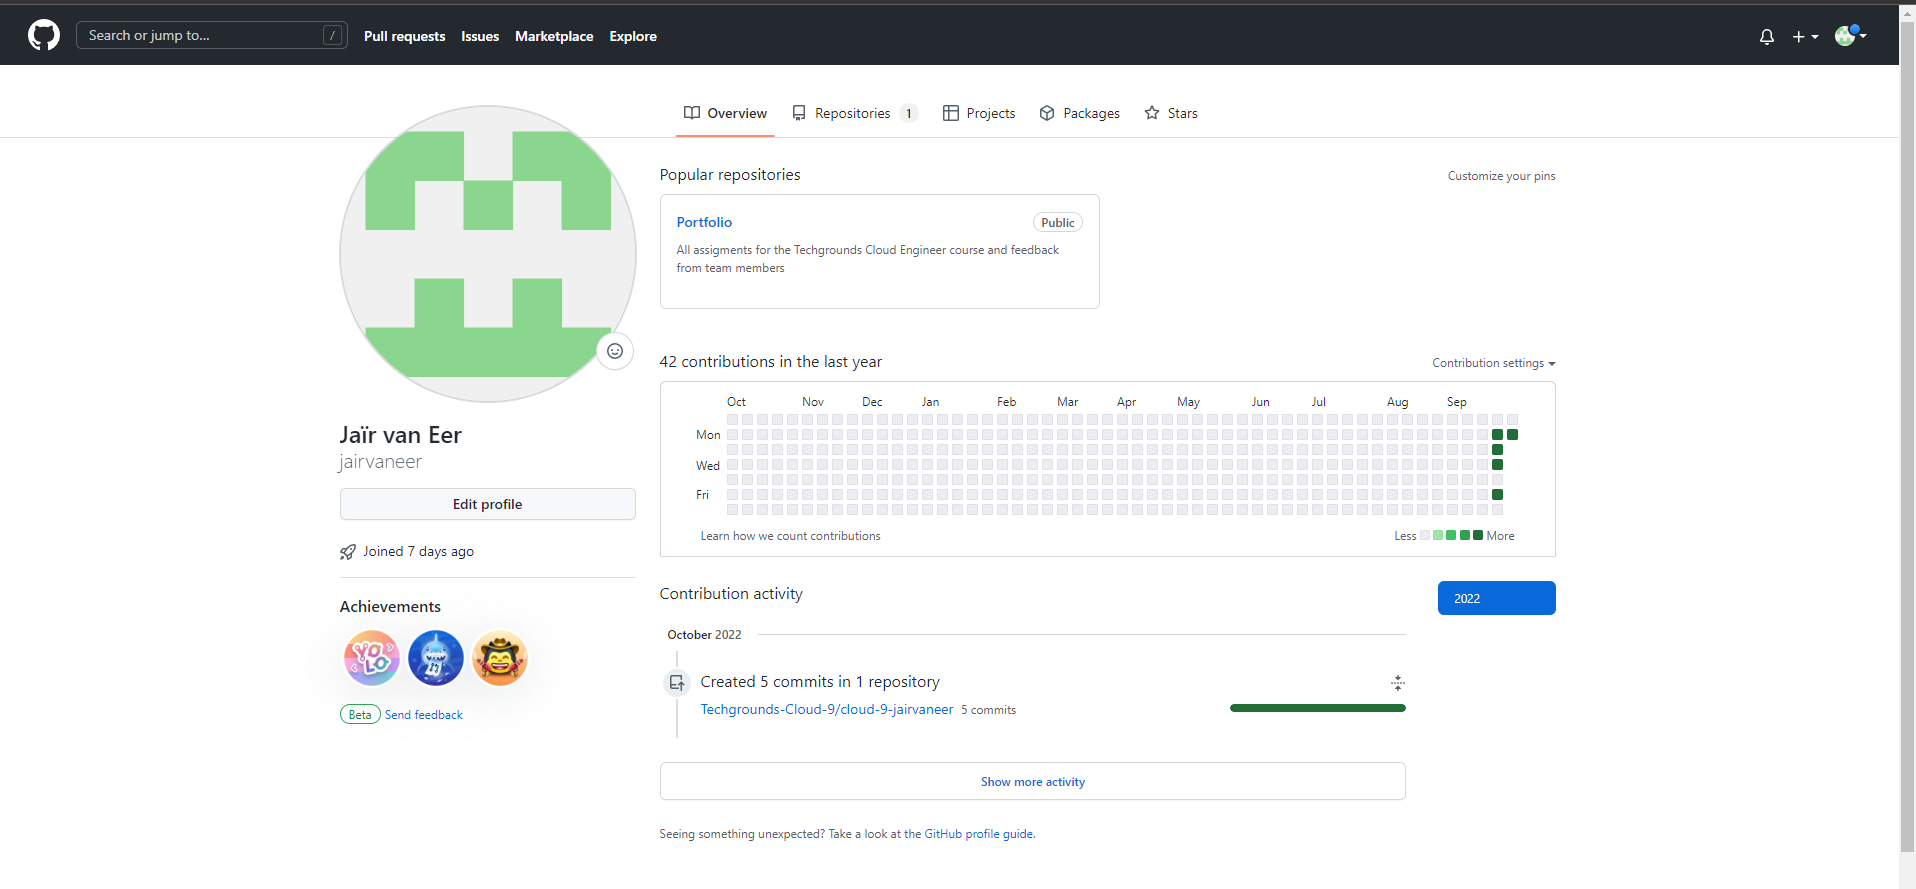 Search or jump to... /
Pull requests Issues Marketplace Explore
Overview Repositories 1 Projects Packages Stars
Jaïr van Eer
jairvaneer
Edit profile
Joined 7 days ago
Achievements
YOLO
Beta Send feedback
Popular repositories Customize your pins
Portfolio Public
All assigments for the Techgrounds Cloud Engineer course and feedback
from team members
42 contributions in the last year Contribution settings
Oct Nov Dec Jan Feb Mar Apr May Jun Jul Aug Sep
Mon
Wed
Fri
Learn how we count contributions Less More
Contribution activity 2022
October 2022
Created 5 commits in 1 repository
Techgrounds-Cloud-9/cloud-9-jairvaneer 5 commits
Show more activity
Seeing something unexpected? Take a look at the GitHub profile guide.